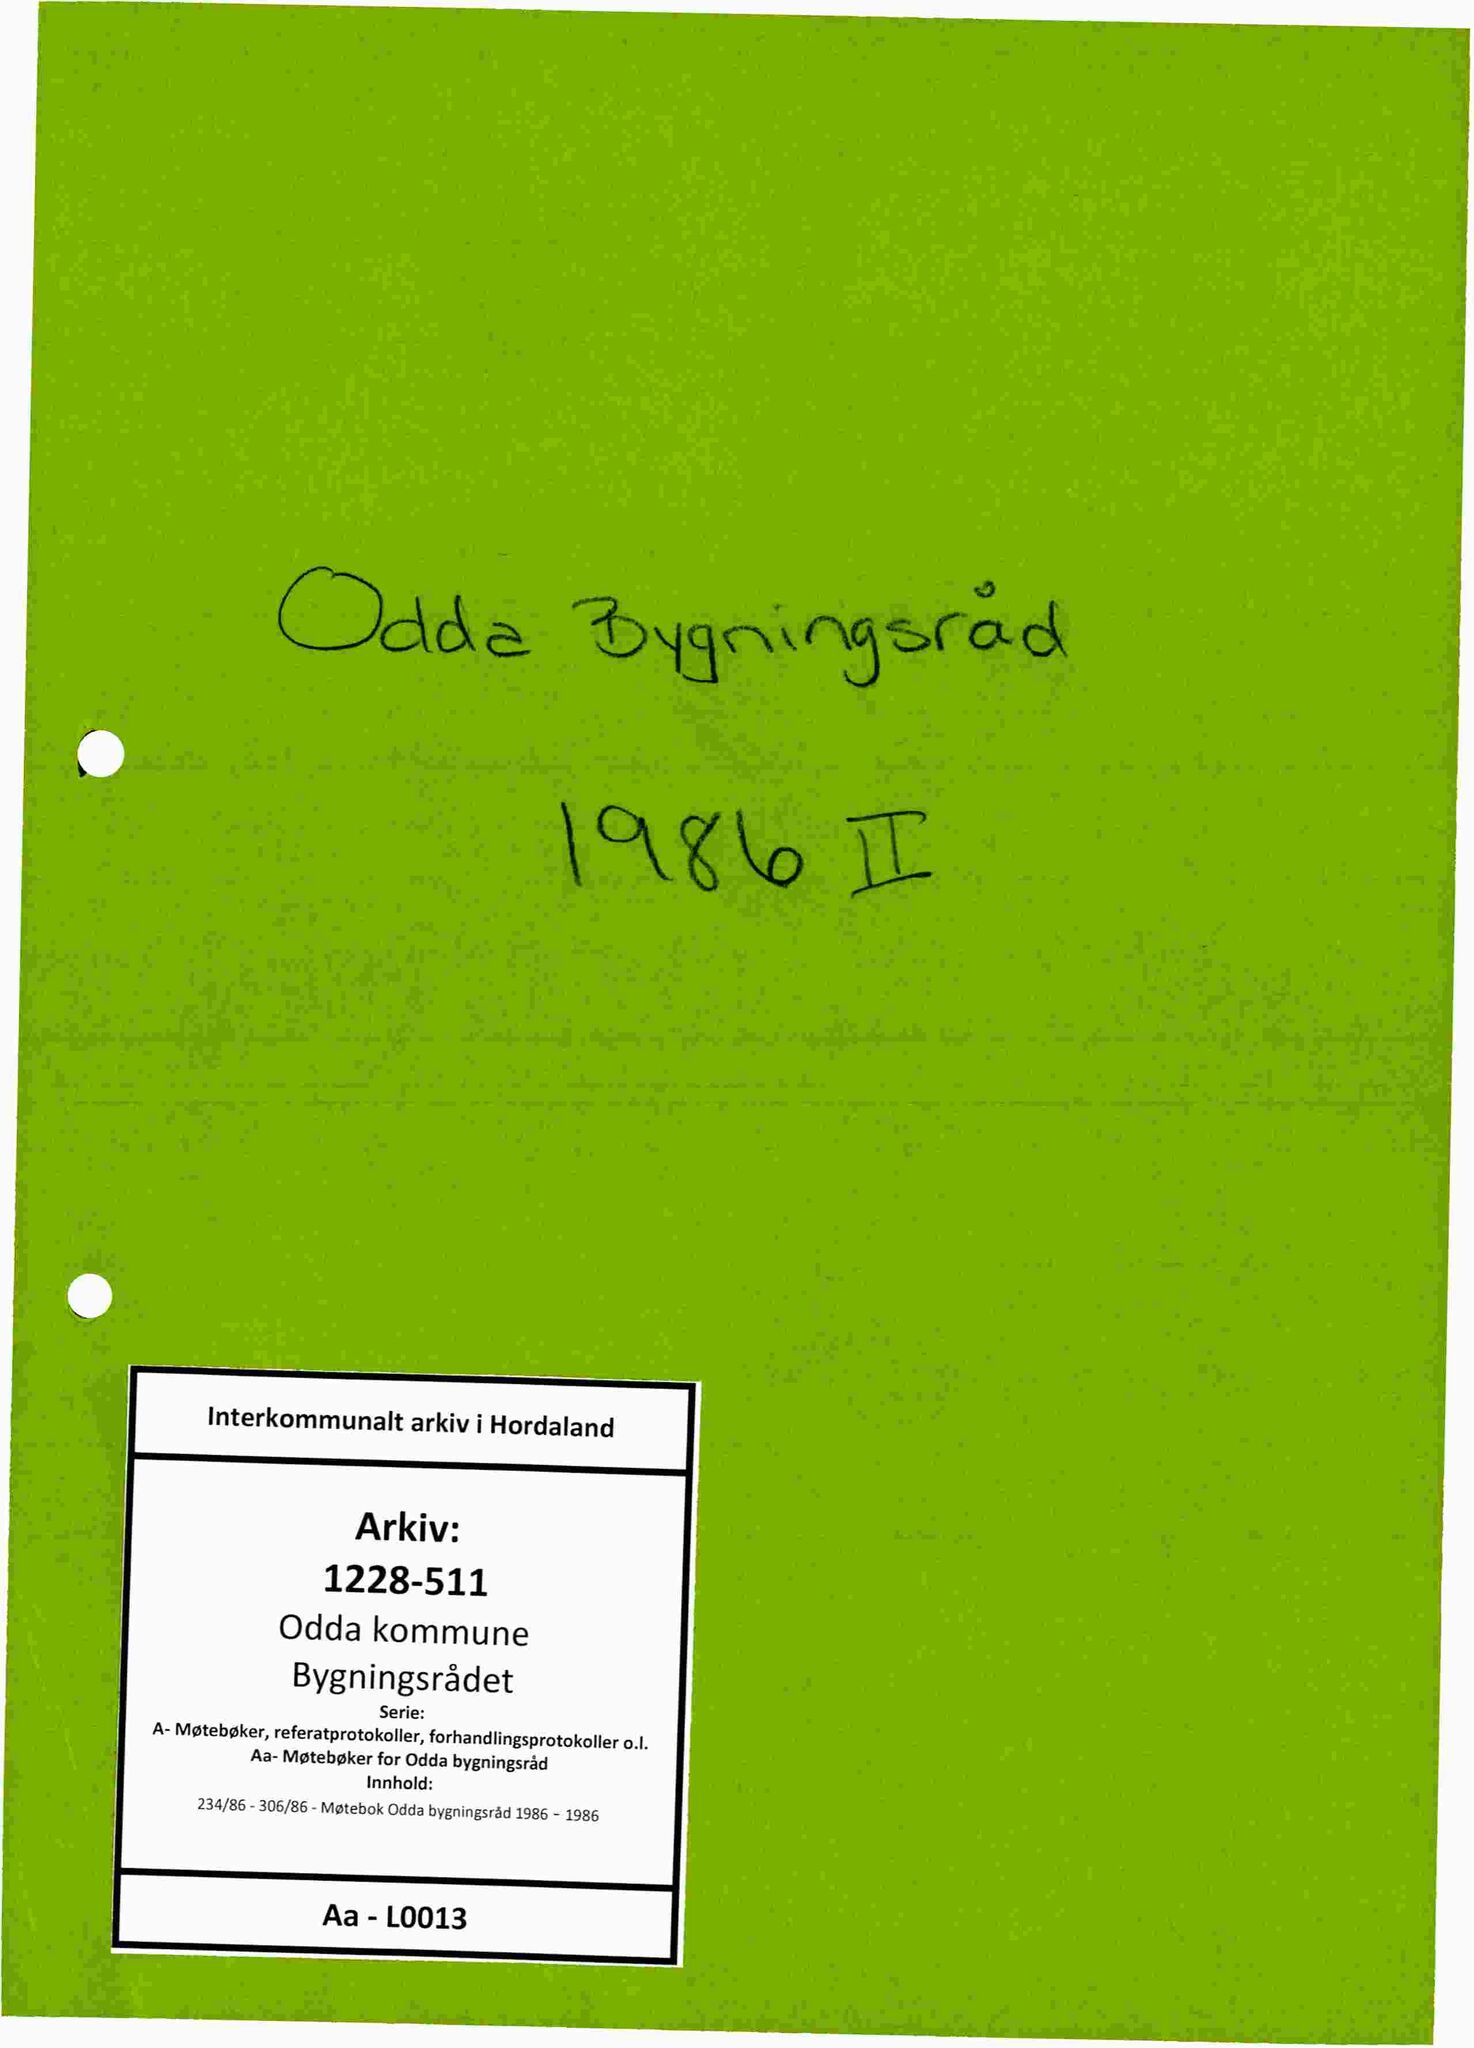 Odda Bygningsråd
1986 II
Interkommunalt arkiv i Hordaland
Arkiv:
1228-511
Odda kommune
Bygningsrådet
Serie:
A- Møtebøker, referatprotokoller, forhandlingsprotokoller o.l.
Aa- Møtebøker for Odda bygningsråd
Innhold:
234/86 - 306/86 - Møtebok Odda bygningsråd 1986 - 1986
Aa - L0013